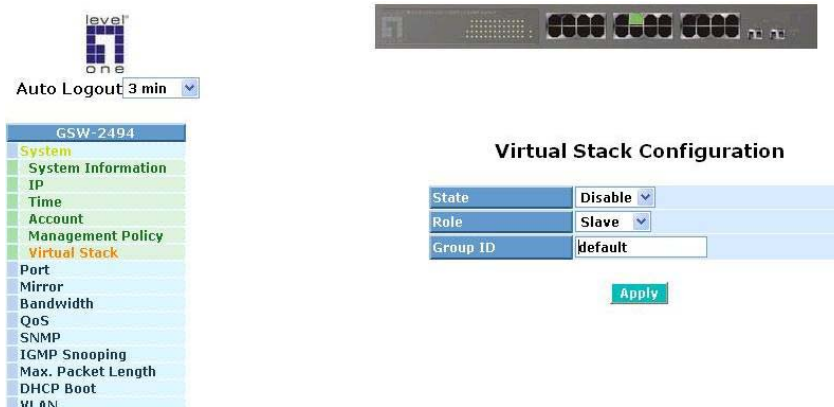 level
one
Auto Logout 3 min
GSW-2494
System
System Information
IP
Time
Account
Management Policy
Virtual Stack
Port
Mirror
Bandwidth
QoS
SNMP
IGMP Snooping
Max. Packet Length
DHCP Boot
VLAN
Virtual Stack Configuration
State Disable
Role Slave
Group ID default
Apply